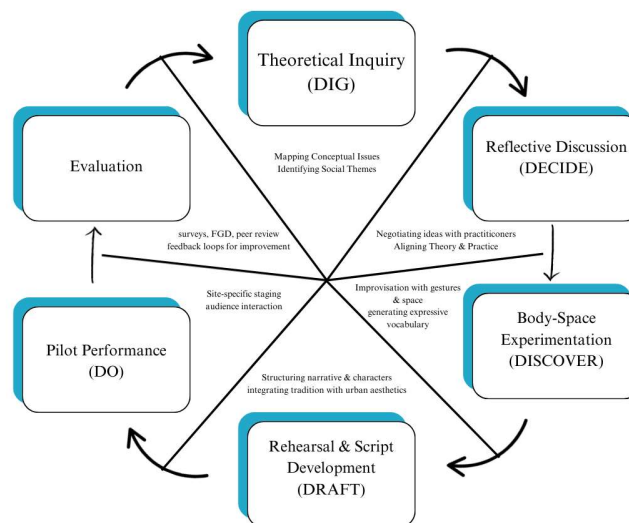 Theoretical Inquiry
(DIG)
Evaluation
Reflective Discussion
(DECIDE)
Mapping Conceptual Issues
Identifying Social Themes
surveys, FGD, peer review
feedback loops for improvement
Negotiating ideas with practiticoners
Aligning Theory & Practice
Site-specific staging
audience interaction
Improvisation with gestures
& space
generating expressive
vocabulary
Pilot Performance
(DO)
Body-Space
Experimentation
(DISCOVER)
Structuring narrative & characters
integrating tradition with urban aesthetics
Rehearsal & Script
Development
(DRAFT)